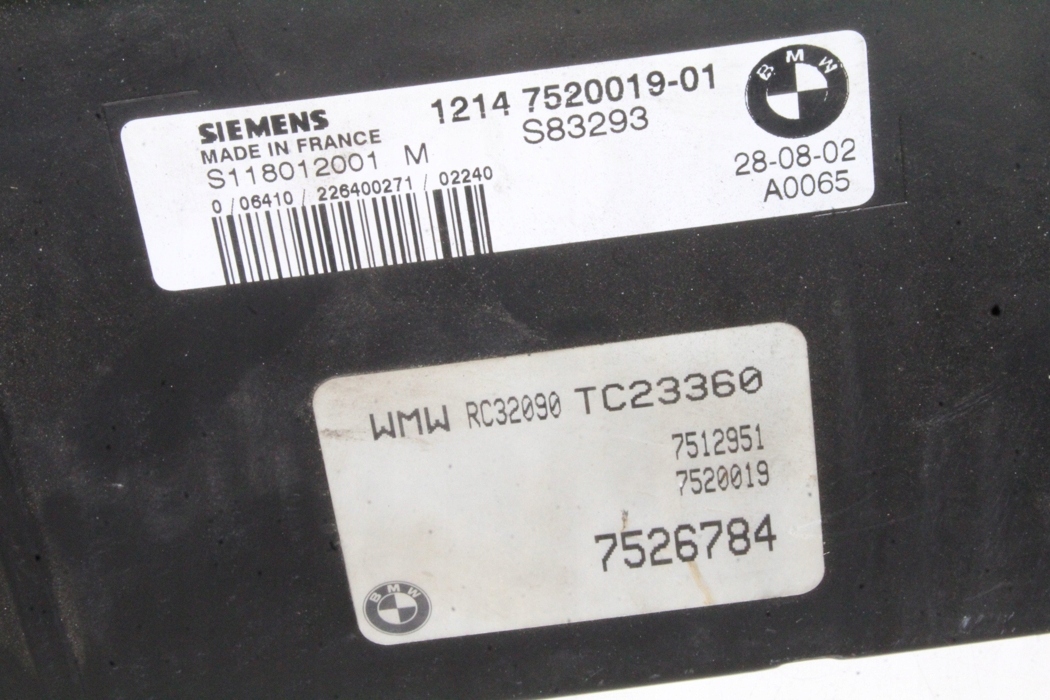 SIEMENS 1214 7520019-01 BMW
MADE IN FRANCE S83293
S118012001 M 28-08-02
0 / 06410 / 226400271 / 02240 A0065
WMW RC32090 TC23360
7512951
7520019
7526784
BMW